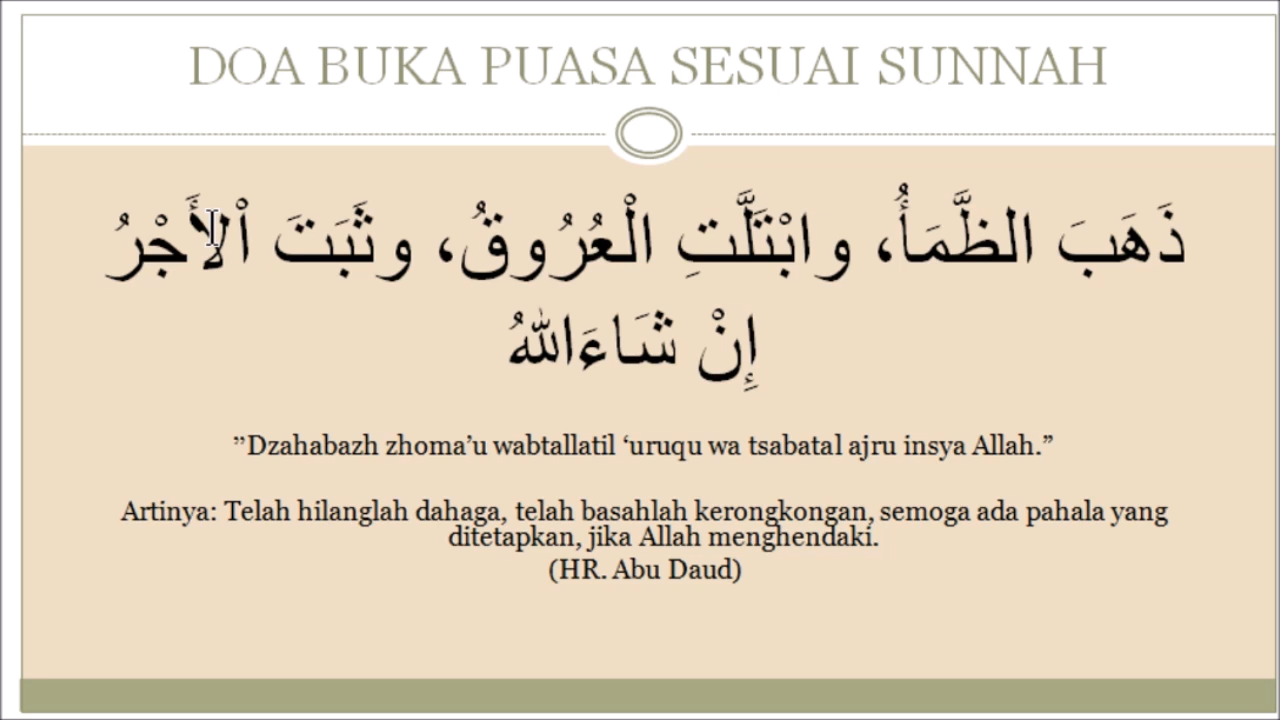 DOA BUKA PUASA SESUAI SUNNAH
ذَهَبَ الظَّمَأُ، وابْتَلَّتِ الْعُرُوقُ، وثَبَتَ اْلأَجْرُ
إِنْ شَاءَاللهُ
”Dzahabazh zhoma’u wabtallatil ‘uruqu wa tsabatal ajru insya Allah.”
Artinya: Telah hilanglah dahaga, telah basahlah kerongkongan, semoga ada pahala yang
ditetapkan, jika Allah menghendaki.
(HR. Abu Daud)